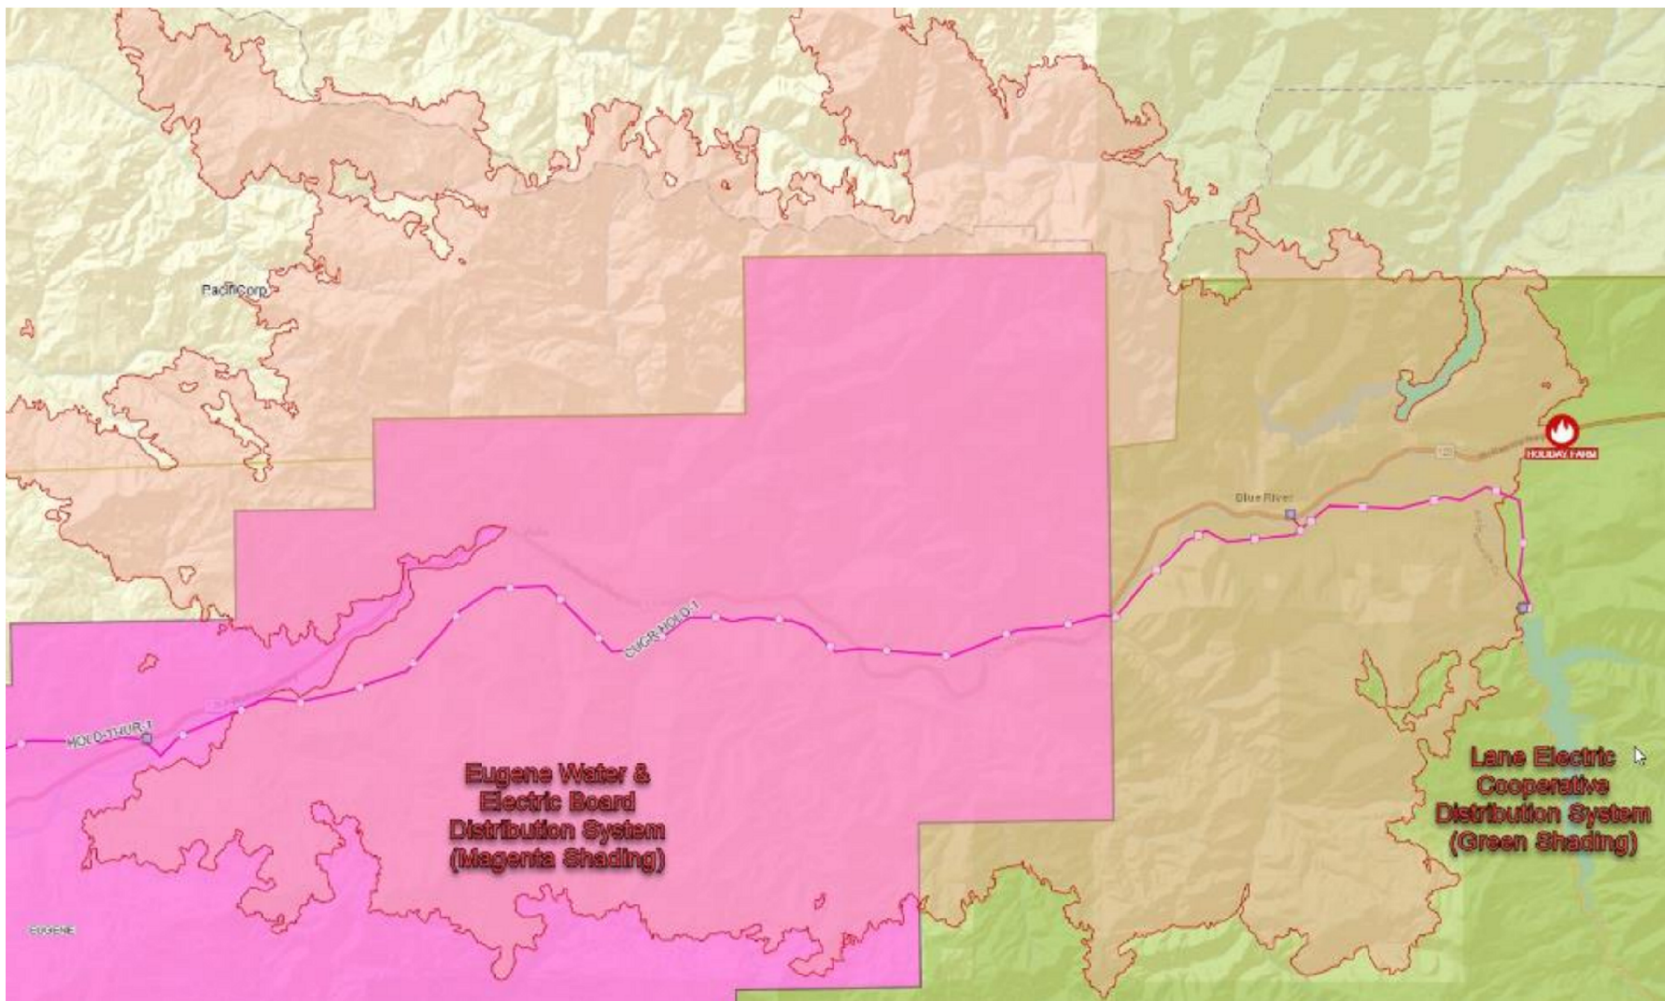 PacifiCorp
HOLIDAY FARM
Blue River
CUGR-HOLD-1
HOLD-THUR-1
Eugene Water &
Electric Board
Distribution System
(Magenta Shading)
Lane Electric
Cooperative
Distribution System
(Green Shading)
EUGENE